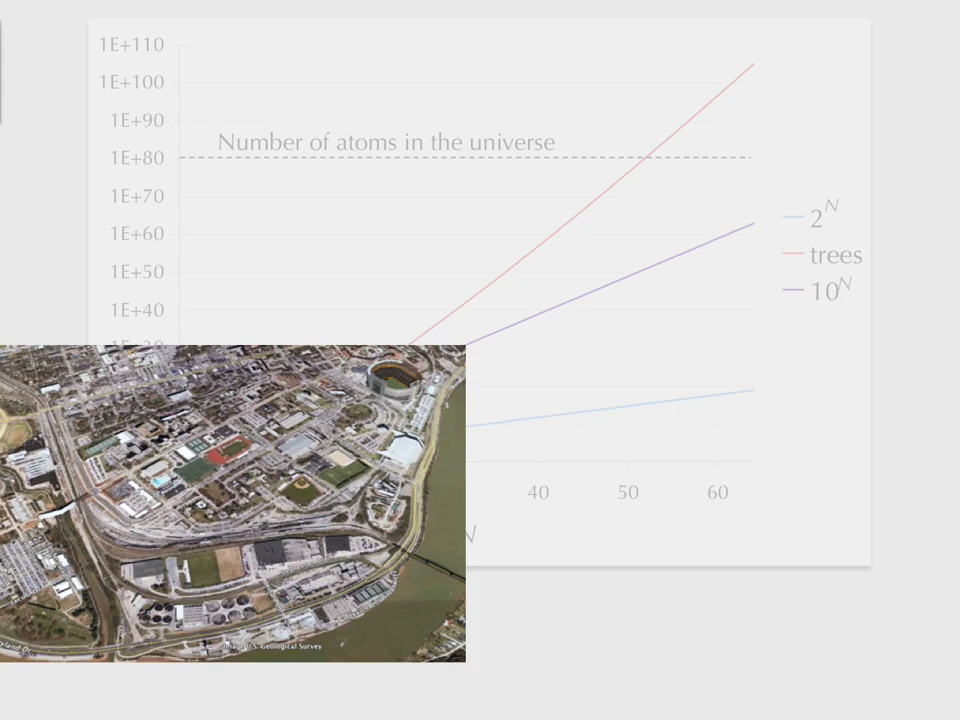 1E+110
1E+100
1E+90
Number of atoms in the universe
1E+80
1E+70
2^N
1E+60
trees
1E+50
10^N
1E+40
40 50 60
N
Image U.S. Geological Survey